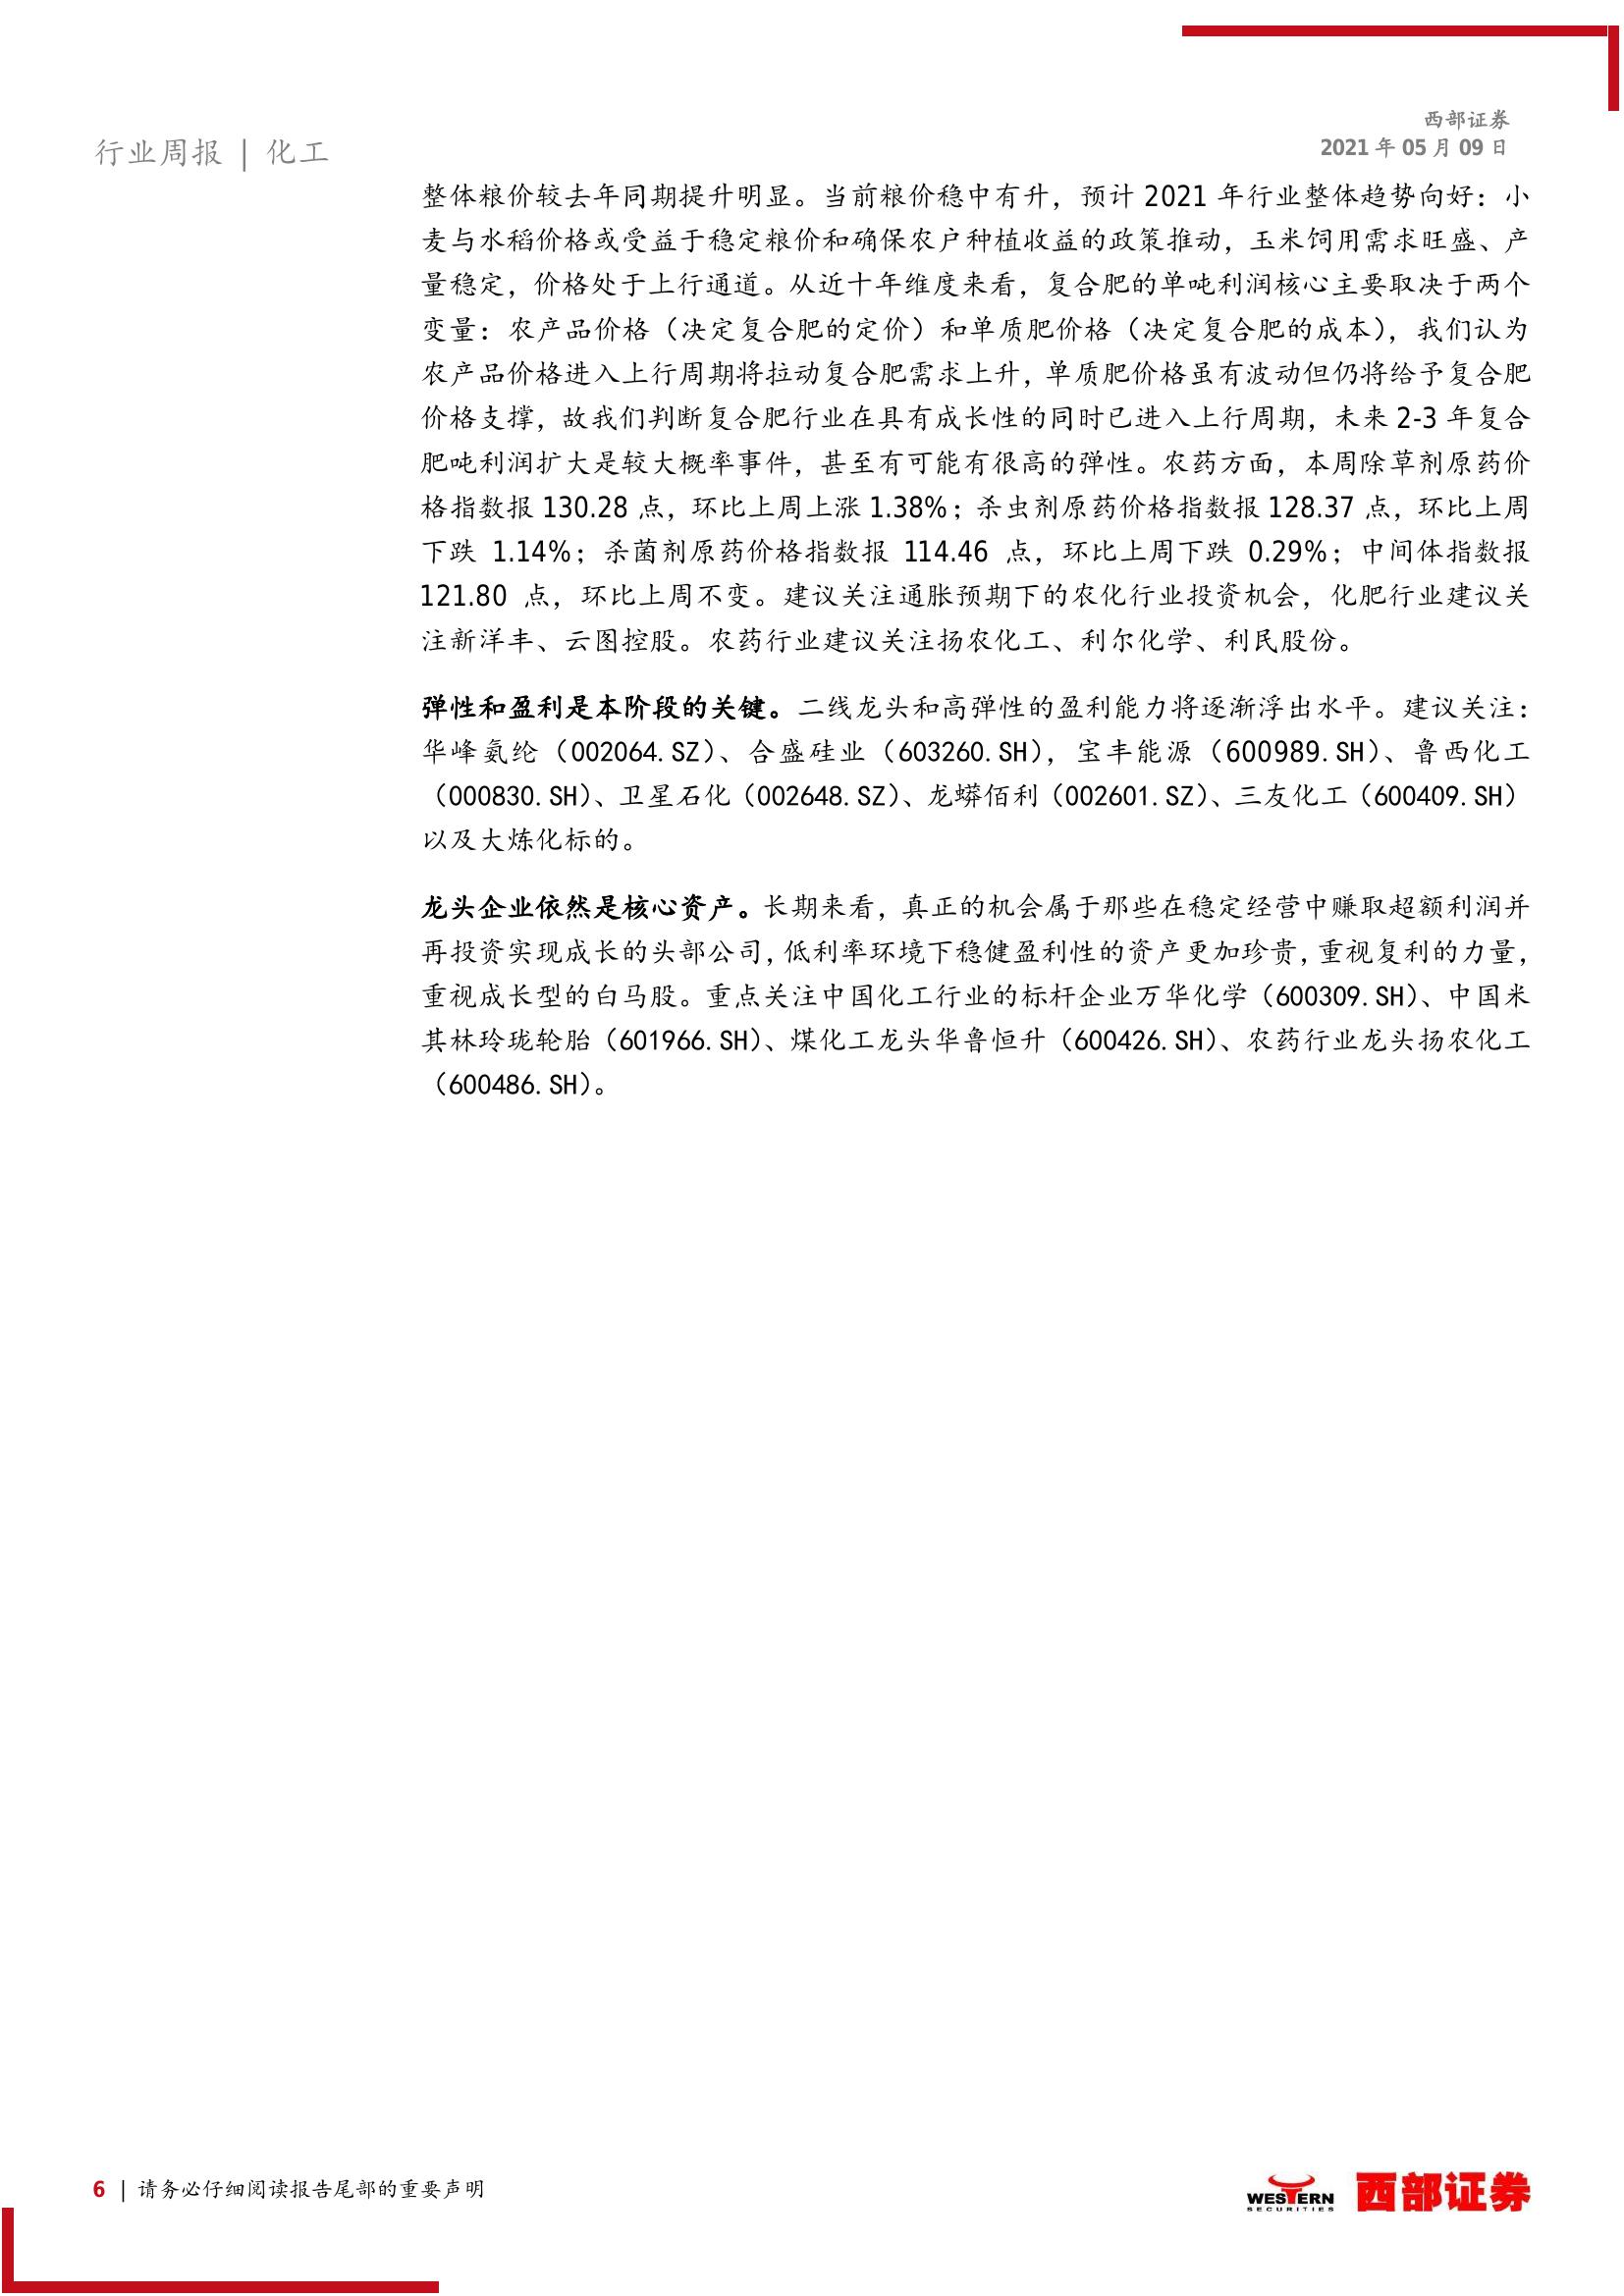 西部证券
行业周报 | 化工
2021 年 05 月 09 日
整体粮价较去年同期提升明显。当前粮价稳中有升，预计 2021 年行业整体趋势向好：小
麦与水稻价格或受益于稳定粮价和确保农户种植收益的政策推动，玉米饲用需求旺盛、产
量稳定，价格处于上行通道。从近十年维度来看，复合肥的单吨利润核心主要取决于两个
变量：农产品价格（决定复合肥的定价）和单质肥价格（决定复合肥的成本），我们认为
农产品价格进入上行周期将拉动复合肥需求上升，单质肥价格虽有波动但仍将给予复合肥
价格支撑，故我们判断复合肥行业在具有成长性的同时已进入上行周期，未来 2-3 年复合
肥吨利润扩大是较大概率事件，甚至有可能有很高的弹性。农药方面，本周除草剂原药价
格指数报 130.28 点，环比上周上涨 1.38%；杀虫剂原药价格指数报 128.37 点，环比上周
下跌 1.14%；杀菌剂原药价格指数报 114.46 点，环比上周下跌 0.29%；中间体指数报
121.80 点，环比上周不变。建议关注通胀预期下的农化行业投资机会，化肥行业建议关
注新洋丰、云图控股。农药行业建议关注扬农化工、利尔化学、利民股份。
弹性和盈利是本阶段的关键。二线龙头和高弹性的盈利能力将逐渐浮出水平。建议关注：
华峰氨纶（002064.SZ）、合盛硅业（603260.SH），宝丰能源（600989.SH）、鲁西化工
（000830.SH）、卫星石化（002648.SZ）、龙蟒佰利（002601.SZ）、三友化工（600409.SH）
以及大炼化标的。
龙头企业依然是核心资产。长期来看，真正的机会属于那些在稳定经营中赚取超额利润并
再投资实现成长的头部公司，低利率环境下稳健盈利性的资产更加珍贵，重视复利的力量，
重视成长型的白马股。重点关注中国化工行业的标杆企业万华化学（600309.SH）、中国米
其林玲珑轮胎（601966.SH）、煤化工龙头华鲁恒升（600426.SH）、农药行业龙头扬农化工
（600486.SH）。
6 | 请务必仔细阅读报告尾部的重要声明
WESTERN
SECURITIES
西部证券